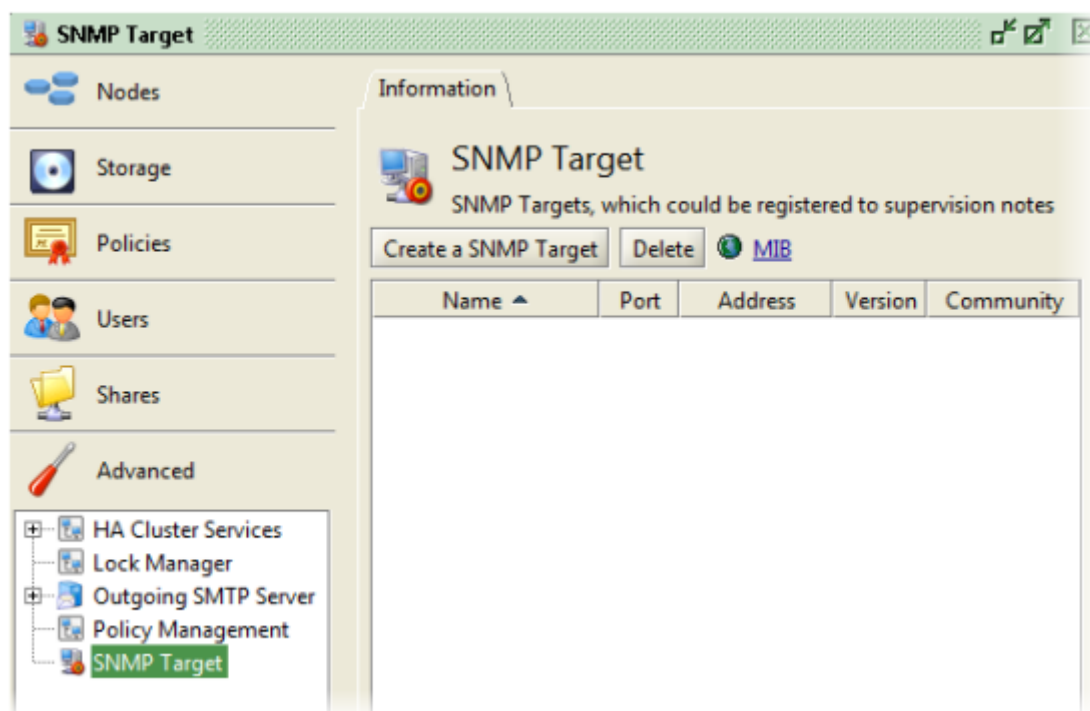 SNMP Target
Nodes
Storage
Policies
Users
Shares
Advanced
HA Cluster Services
Lock Manager
Outgoing SMTP Server
Policy Management
SNMP Target
Information
SNMP Target
SNMP Targets, which could be registered to supervision notes
Create a SNMP Target Delete MIB
Name Port Address Version Community